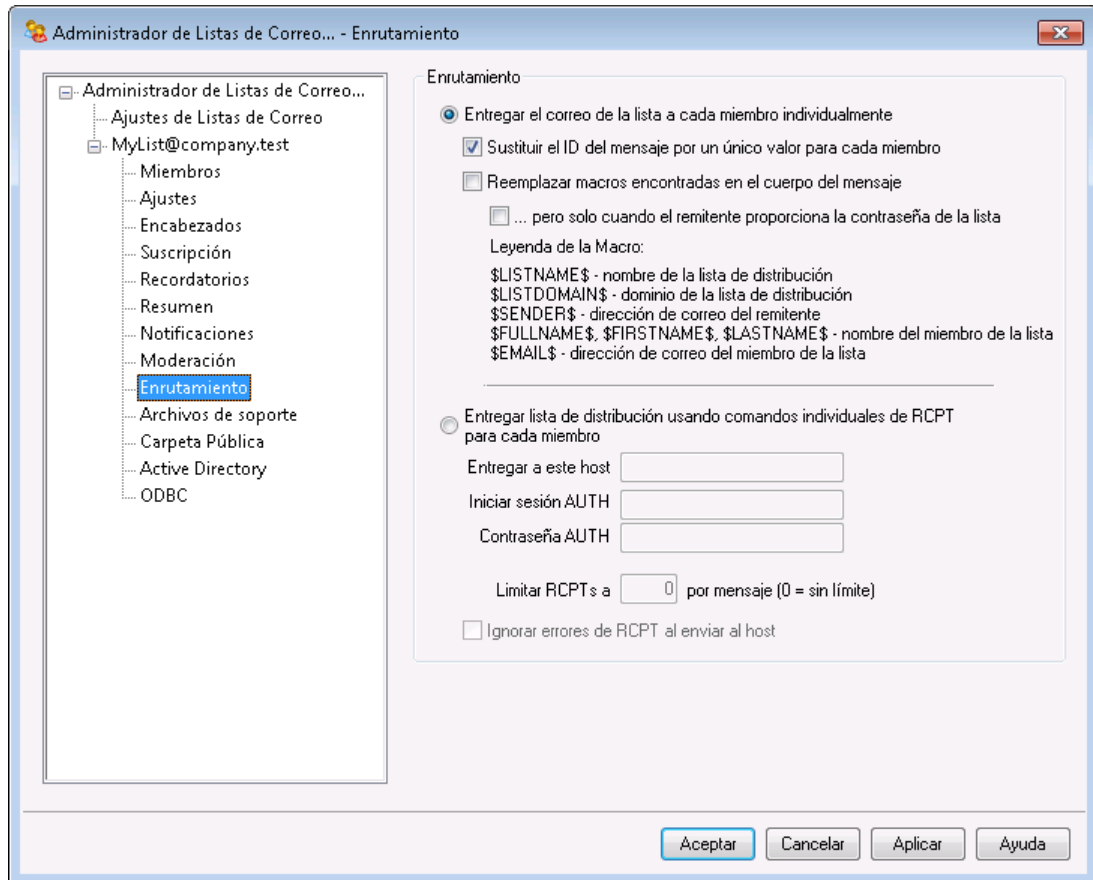 Administrador de Listas de Correo... - Enrutamiento
Administrador de Listas de Correo...
Ajustes de Listas de Correo
MyList@company.test
Miembros
Ajustes
Encabezados
Suscripción
Recordatorios
Resumen
Notificaciones
Moderación
Enrutamiento
Archivos de soporte
Carpeta Pública
Active Directory
ODBC
Enrutamiento
Entregar el correo de la lista a cada miembro individualmente
Sustituir el ID del mensaje por un único valor para cada miembro
Reemplazar macros encontradas en el cuerpo del mensaje
... pero solo cuando el remitente proporciona la contraseña de la lista
Leyenda de la Macro:
$LISTNAME$ - nombre de la lista de distribución
$LISTDOMAIN$ - dominio de la lista de distribución
$SENDER$ - dirección de correo del remitente
$FULLNAME$, $FIRSTNAME$, $LASTNAME$ - nombre del miembro de la lista
$EMAIL$ - dirección de correo del miembro de la lista
Entregar lista de distribución usando comandos individuales de RCPT
para cada miembro
Entregar a este host
Iniciar sesión AUTH
Contraseña AUTH
Limitar RCPTs a 0 por mensaje (0 = sin límite)
Ignorar errores de RCPT al enviar al host
Aceptar Cancelar Aplicar Ayuda